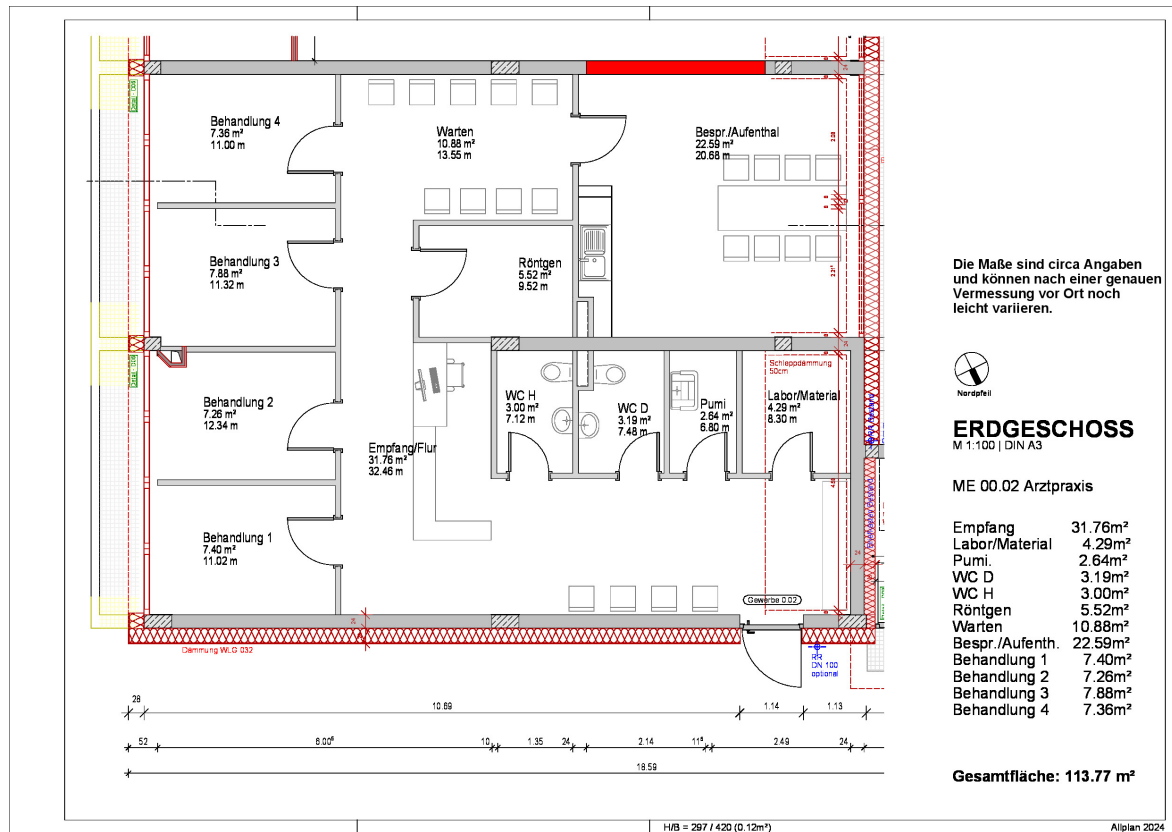 Behandlung 4
7.36 m²
11.00 m
Warten
10.88 m²
13.55 m
Bespr./Aufenthal
22.59 m²
20.68 m
Behandlung 3
7.88 m²
11.32 m
Röntgen
5.52 m²
9.52 m
Behandlung 2
7.26 m²
12.34 m
Empfang/Flur
31.76 m²
32.46 m
WC H
3.00 m²
7.12 m
WC D
3.19 m²
7.48 m
Pumi
2.64 m²
6.80 m
Schleppdämmung
50cm
Labor/Material
4.29 m²
8.30 m
Behandlung 1
7.40 m²
11.02 m
Gewerbe 0.02
Dämmung WLG 032
RR
DN 100
optional
24
24
24
28
10.69
1.14
1.13
52
6.00⁶
10
1.35
24
2.14
11⁵
2.49
24
18.59
Die Maße sind circa Angaben
und können nach einer genauen
Vermessung vor Ort noch
leicht variieren.
Nordpfeil
ERDGESCHOSS
M 1:100 | DIN A3
ME 00.02 Arztpraxis
Empfang 31.76m²
Labor/Material 4.29m²
Pumi. 2.64m²
WC D 3.19m²
WC H 3.00m²
Röntgen 5.52m²
Warten 10.88m²
Bespr./Aufenth. 22.59m²
Behandlung 1 7.40m²
Behandlung 2 7.26m²
Behandlung 3 7.88m²
Behandlung 4 7.36m²
Gesamtfläche: 113.77 m²
H/B = 297 / 420 (0.12m²)
Allplan 2024